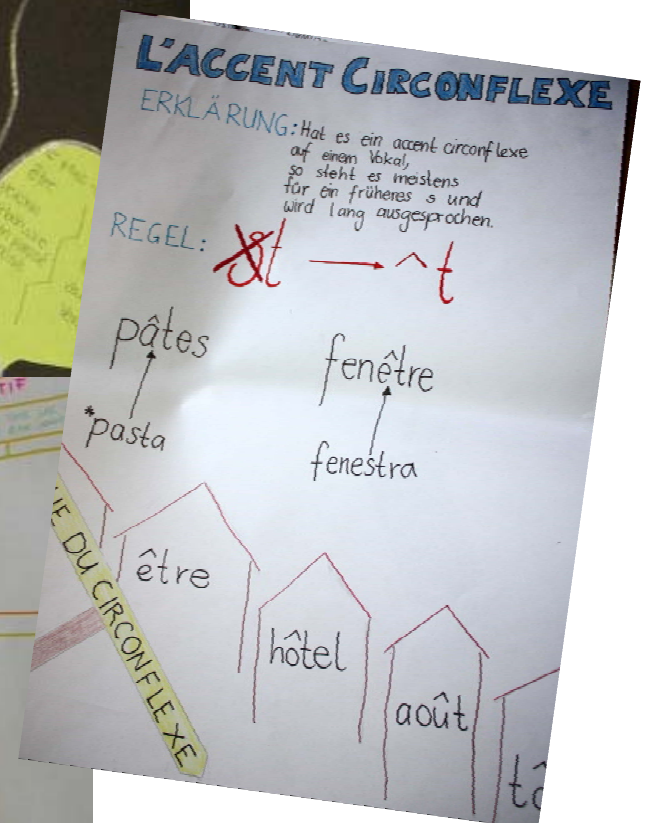 L'ACCENT CIRCONFLEXE
ERKLÄRUNG: Hat es ein accent circonflexe
auf einem Vokal,
so steht es meistens
für ein früheres s und
wird lang ausgesprochen.
REGEL: st → ^t
pâtes
fenêtre
*pasta
fenestra
DU CIRCONFLEXE
être
hôtel
août